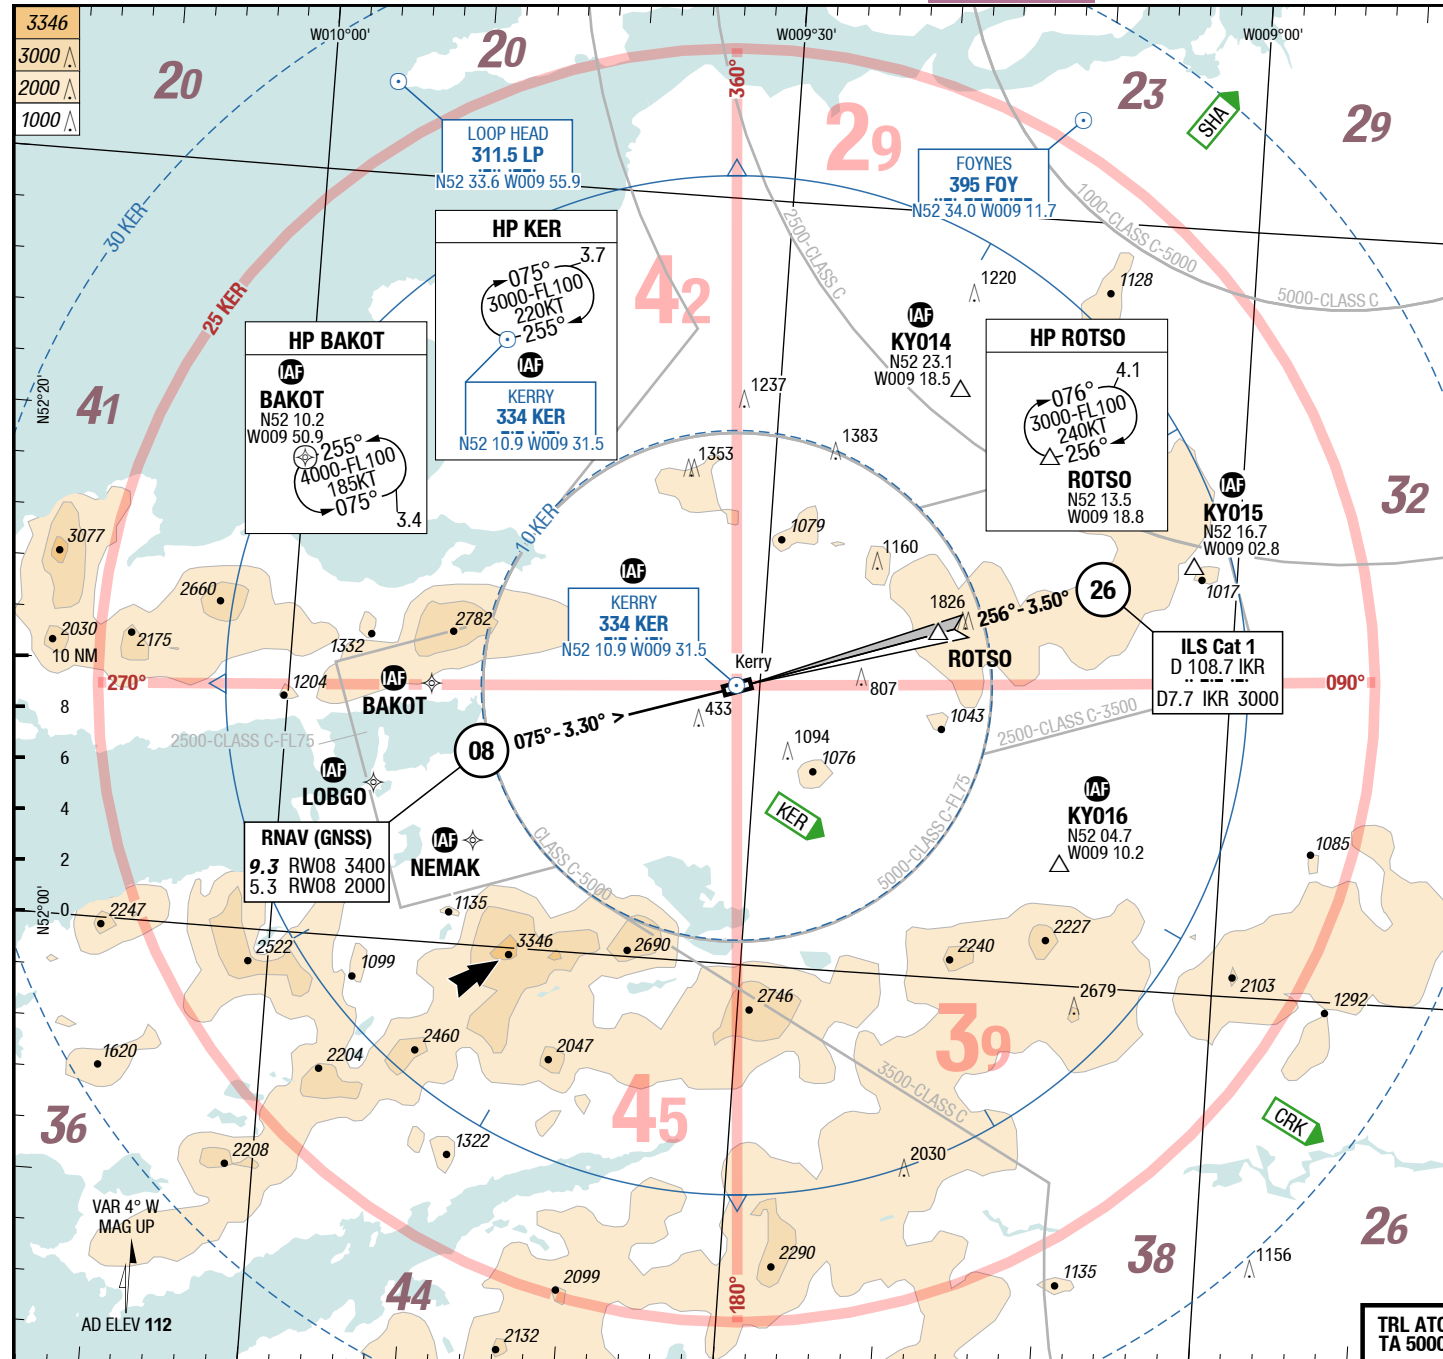 3346
3000
2000
1000
W010°00'
W009°30'
W009°00'
20
20
23
29
29
42
41
32
39
45
36
44
38
26
360°
090°
180°
270°
SHA
LOOP HEAD
311.5 LP
N52 33.6 W009 55.9
FOYNES
395 FOY
N52 34.0 W009 11.7
30 KER
25 KER
10 KER
1000-CLASS C-5000
5000-CLASS C
2500-CLASS C
HP KER
075°
3.7
3000-FL100
220KT
255°
IAF
KERRY
334 KER
N52 10.9 W009 31.5
HP BAKOT
IAF
BAKOT
N52 10.2
W009 50.9
255°
4000-FL100
185KT
075°
3.4
HP ROTSO
4.1
076°
3000-FL100
240KT
256°
ROTSO
N52 13.5
W009 18.8
IAF
KY014
N52 23.1
W009 18.5
IAF
KY015
N52 16.7
W009 02.8
N52°20'
1220
1128
1237
1383
1353
1079
1160
3077
2660
2030
10 NM
2175
1332
2782
1204
1826
1017
IAF
KERRY
334 KER
N52 10.9 W009 31.5
Kerry
256°- 3.50°
26
ROTSO
ILS Cat 1
D 108.7 IKR
D7.7 IKR 3000
IAF
BAKOT
433
807
1043
1094
1076
2500-CLASS C-FL75
2500-CLASS C-3500
075°- 3.30° >
08
IAF
LOBGO
IAF
NEMAK
KER
5000-CLASS C-FL75
CLASS C-5000
IAF
KY016
N52 04.7
W009 10.2
RNAV (GNSS)
9.3 RW08 3400
5.3 RW08 2000
8
6
4
2
0
N52°00'
1085
2247
1135
2522
3346
2690
1099
2240
2227
2679
2103
1292
2746
2460
2047
2204
1620
3500-CLASS C
CRK
1322
2208
2030
VAR 4° W
MAG UP
2290
2099
1135
1156
2132
AD ELEV 112
TRL ATC
TA 5000